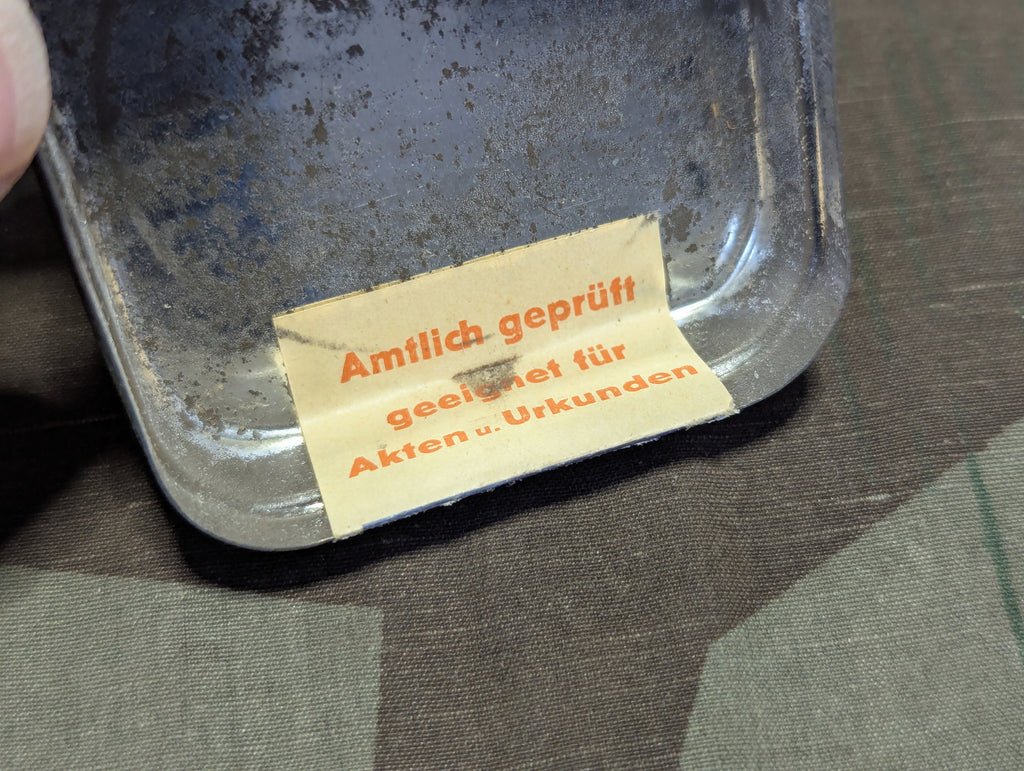 Amtlich geprüft
geeignet für
Akten u. Urkunden